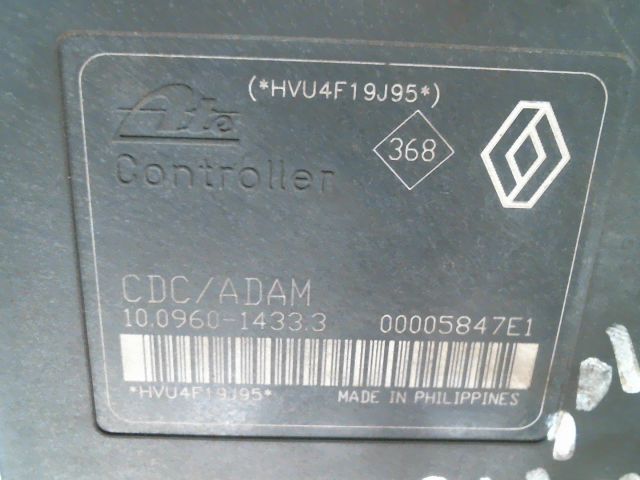 (*HVU4F19J95*)
Ate
368
Controller
CDC/ADAM
10.0960-1433.3 00005847E1
*HVU4F19J95* MADE IN PHILIPPINES